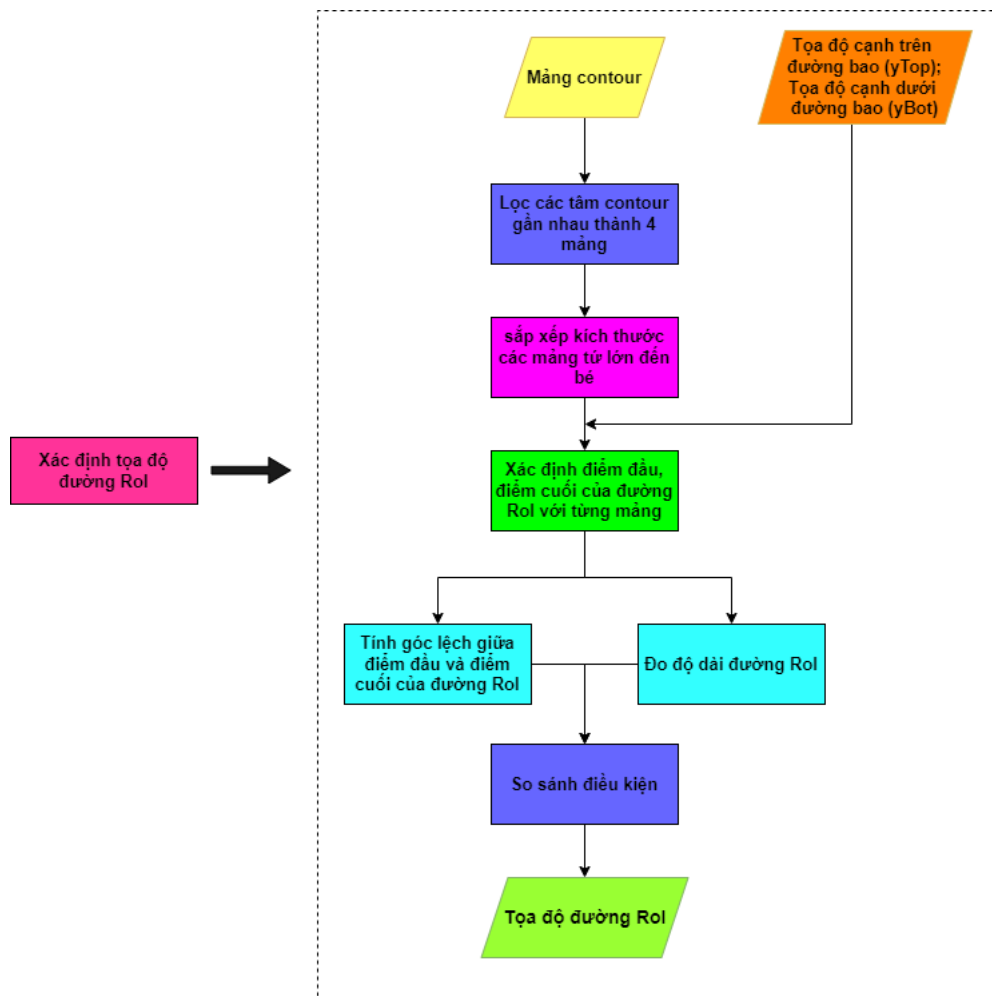 Mảng contour
Tọa độ cạnh trên
đường bao (yTop);
Tọa độ cạnh dưới
đường bao (yBot)
Lọc các tâm contour
gần nhau thành 4
mảng
sắp xếp kích thước
các mảng từ lớn đến
bé
Xác định tọa độ
đường RoI
Xác định điểm đầu,
điểm cuối của đường
RoI với từng mảng
Tính góc lệch giữa
điểm đầu và điểm
cuối của đường RoI
Đo độ dải đường RoI
So sánh điều kiện
Tọa độ đường RoI